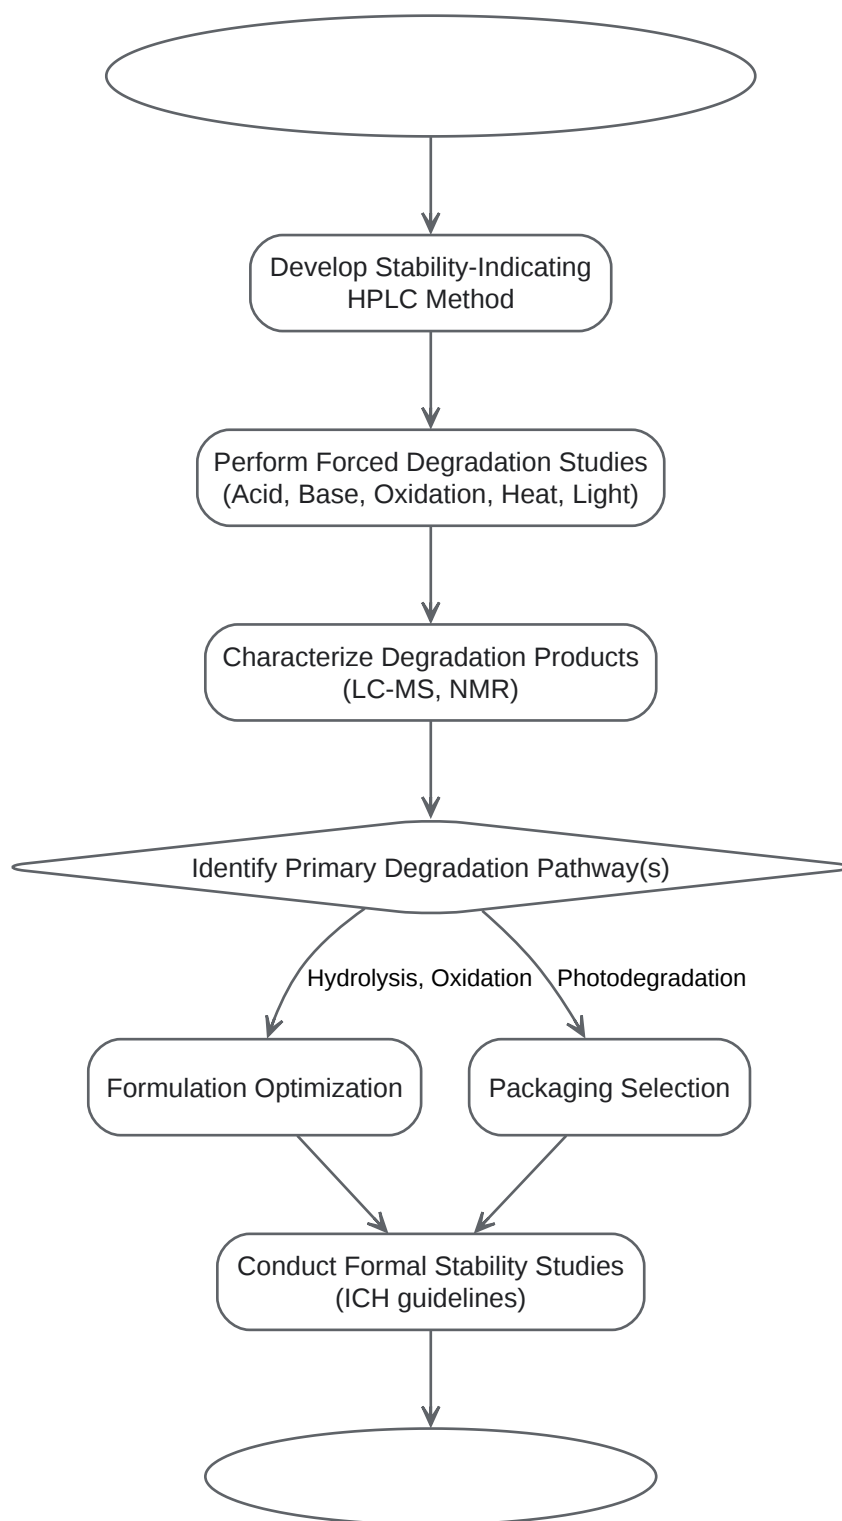 Develop Stability-Indicating
HPLC Method
Perform Forced Degradation Studies
(Acid, Base, Oxidation, Heat, Light)
Characterize Degradation Products
(LC-MS, NMR)
Identify Primary Degradation Pathway(s)
Hydrolysis, Oxidation
Photodegradation
Formulation Optimization
Packaging Selection
Conduct Formal Stability Studies
(ICH guidelines)